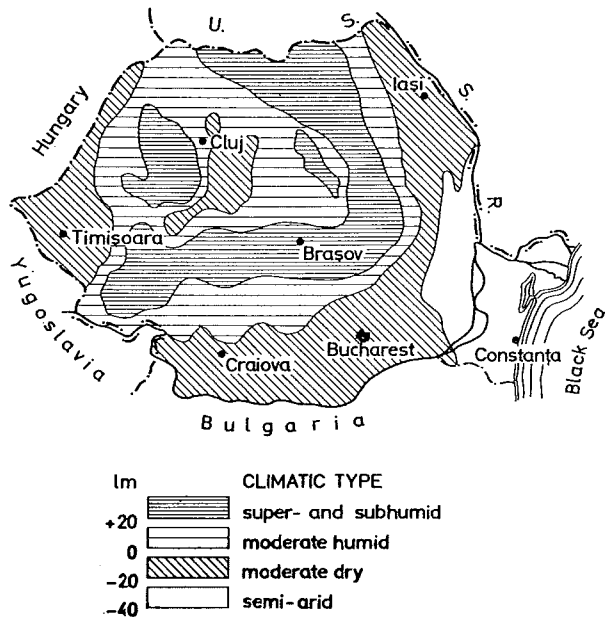 U. S. S. R.
Hungary
Iași
Cluj
Timișoara
Brașov
Yugoslavia
Bucharest
Craiova
Constanța
Black Sea
Bulgaria
Im CLIMATIC TYPE
super- and subhumid
+20
moderate humid
0
moderate dry
-20
semi-arid
-40